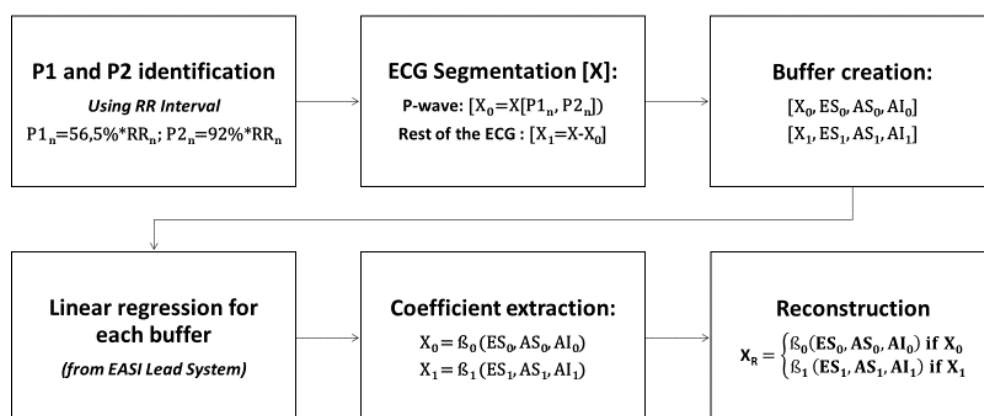 P1 and P2 identification
Using RR Interval
P1ₙ=56,5%*RRₙ; P2ₙ=92%*RRₙ
ECG Segmentation [X]:
P-wave: [X₀=X[P1ₙ, P2ₙ])
Rest of the ECG : [X₁=X-X₀]
Buffer creation:
[X₀, ES₀, AS₀, AI₀]
[X₁, ES₁, AS₁, AI₁]
Linear regression for
each buffer
(from EASI Lead System)
Coefficient extraction:
X₀ = ß₀(ES₀, AS₀, AI₀)
X₁ = ß₁(ES₁, AS₁, AI₁)
Reconstruction
X_R = { ß₀(ES₀, AS₀, AI₀) if X₀
ß₁ (ES₁, AS₁, AI₁) if X₁